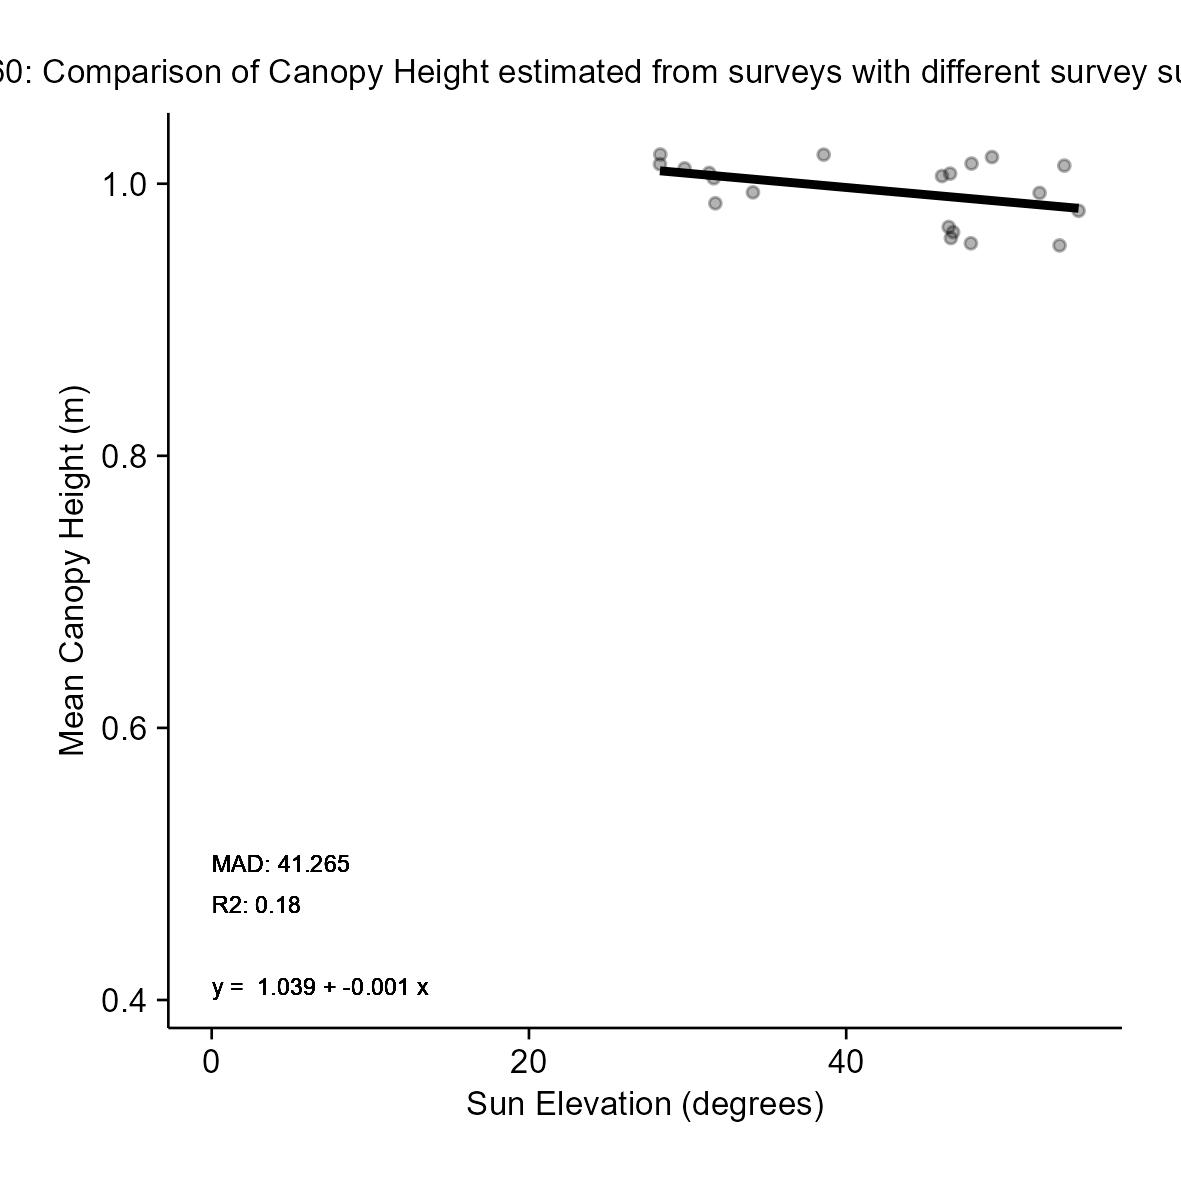 60: Comparison of Canopy Height estimated from surveys with different survey
1.0
0.8
0.6
0.4
Mean Canopy Height (m)
MAD: 41.265
R2: 0.18
y = 1.039 + -0.001 x
0 20 40
Sun Elevation (degrees)